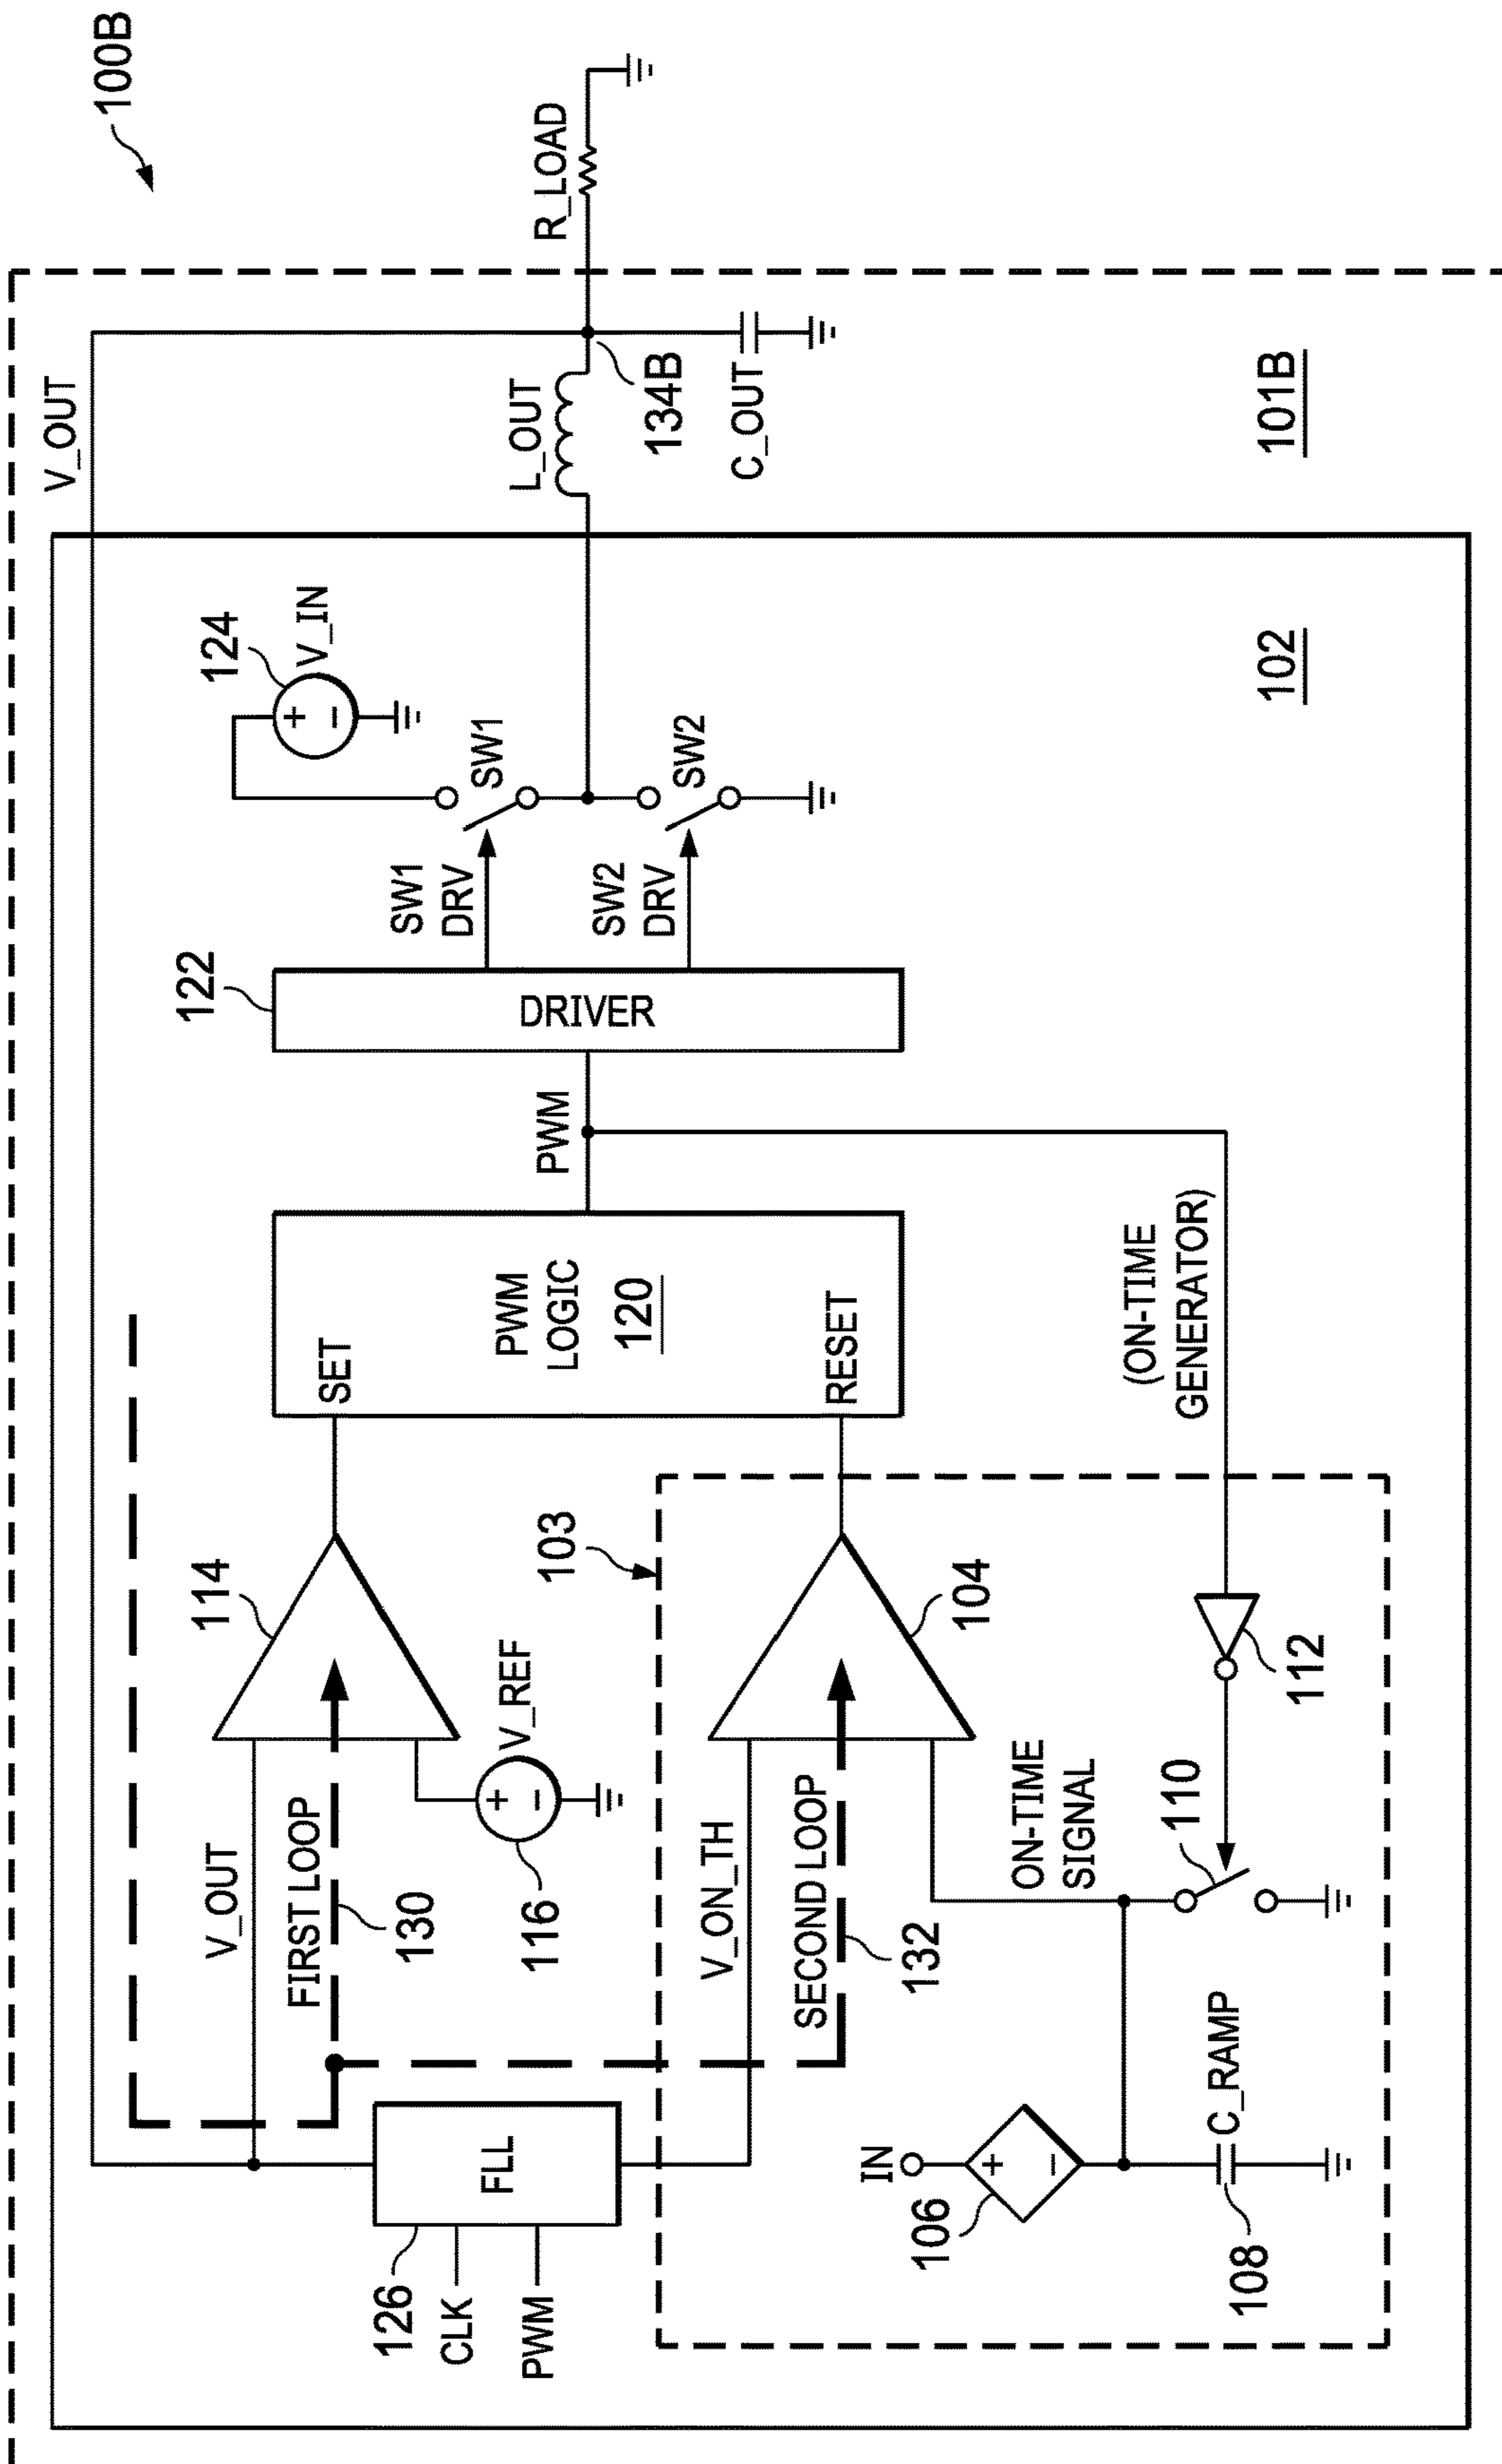 100B
V_OUT
124
V_IN
R_LOAD
L_OUT
134B
C_OUT
101B
102
SW1
SW2
SW1
DRV
SW2
DRV
122
DRIVER
PWM
SET
PWM
LOGIC
120
RESET
(ON-TIME
GENERATOR)
114
V_REF
116
V_OUT
FIRST LOOP
130
103
104
V_ON_TH
SECOND LOOP
132
ON-TIME
SIGNAL
110
112
FLL
126
CLK
PWM
IN
106
C_RAMP
108
+
−
+
−
+
−